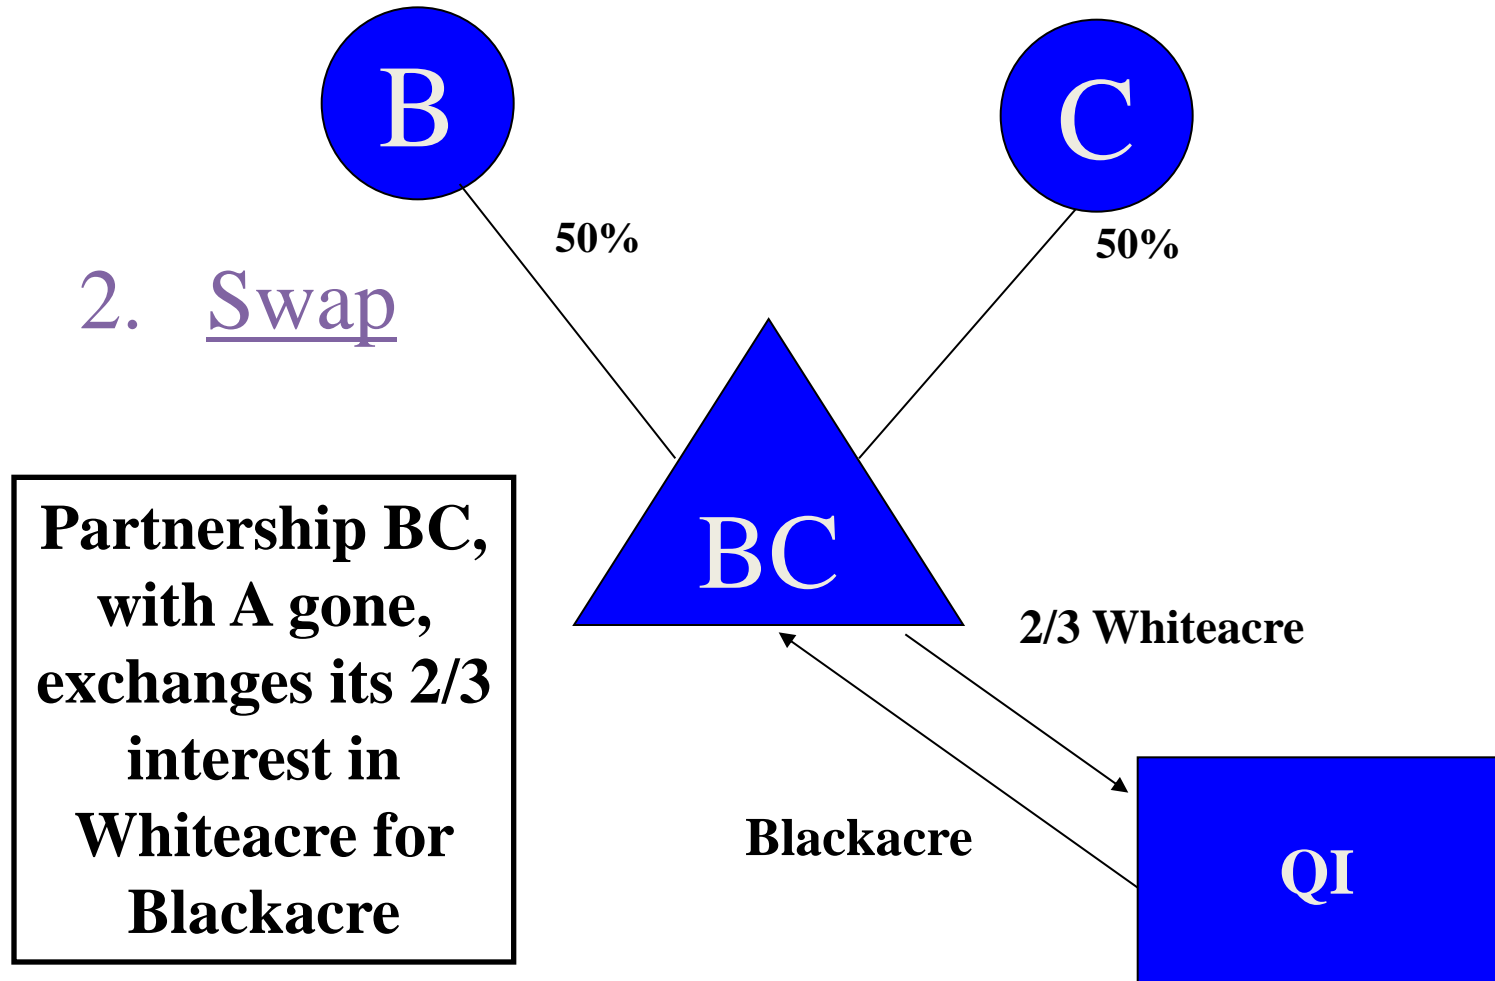 B
C
50%
50%
2. Swap
Partnership BC,
with A gone,
exchanges its 2/3
interest in
Whiteacre for
Blackacre
BC
2/3 Whiteacre
Blackacre
QI